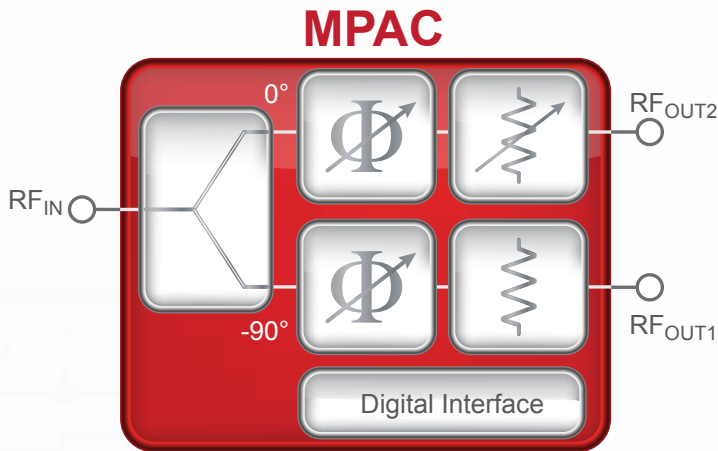 MPAC
0°
RFOUT2
RFIN
-90°
RFOUT1
Digital Interface